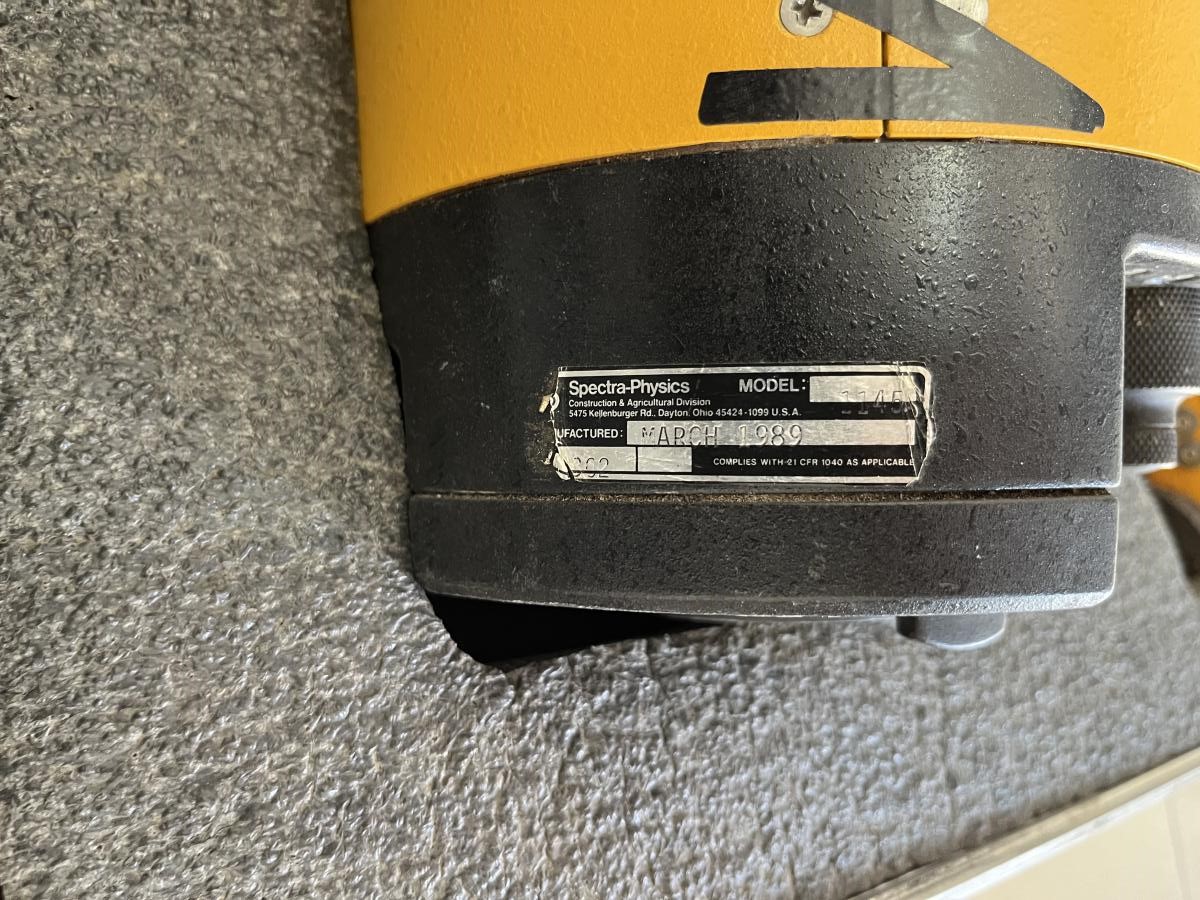 Spectra-Physics MODEL: 1145
Construction & Agricultural Division
5475 Kellenburger Rd., Dayton, Ohio 45424-1099 U.S.A.
UFACTURED: MARCH 1989
COMPLIES WITH 21 CFR 1040 AS APPLICABLE